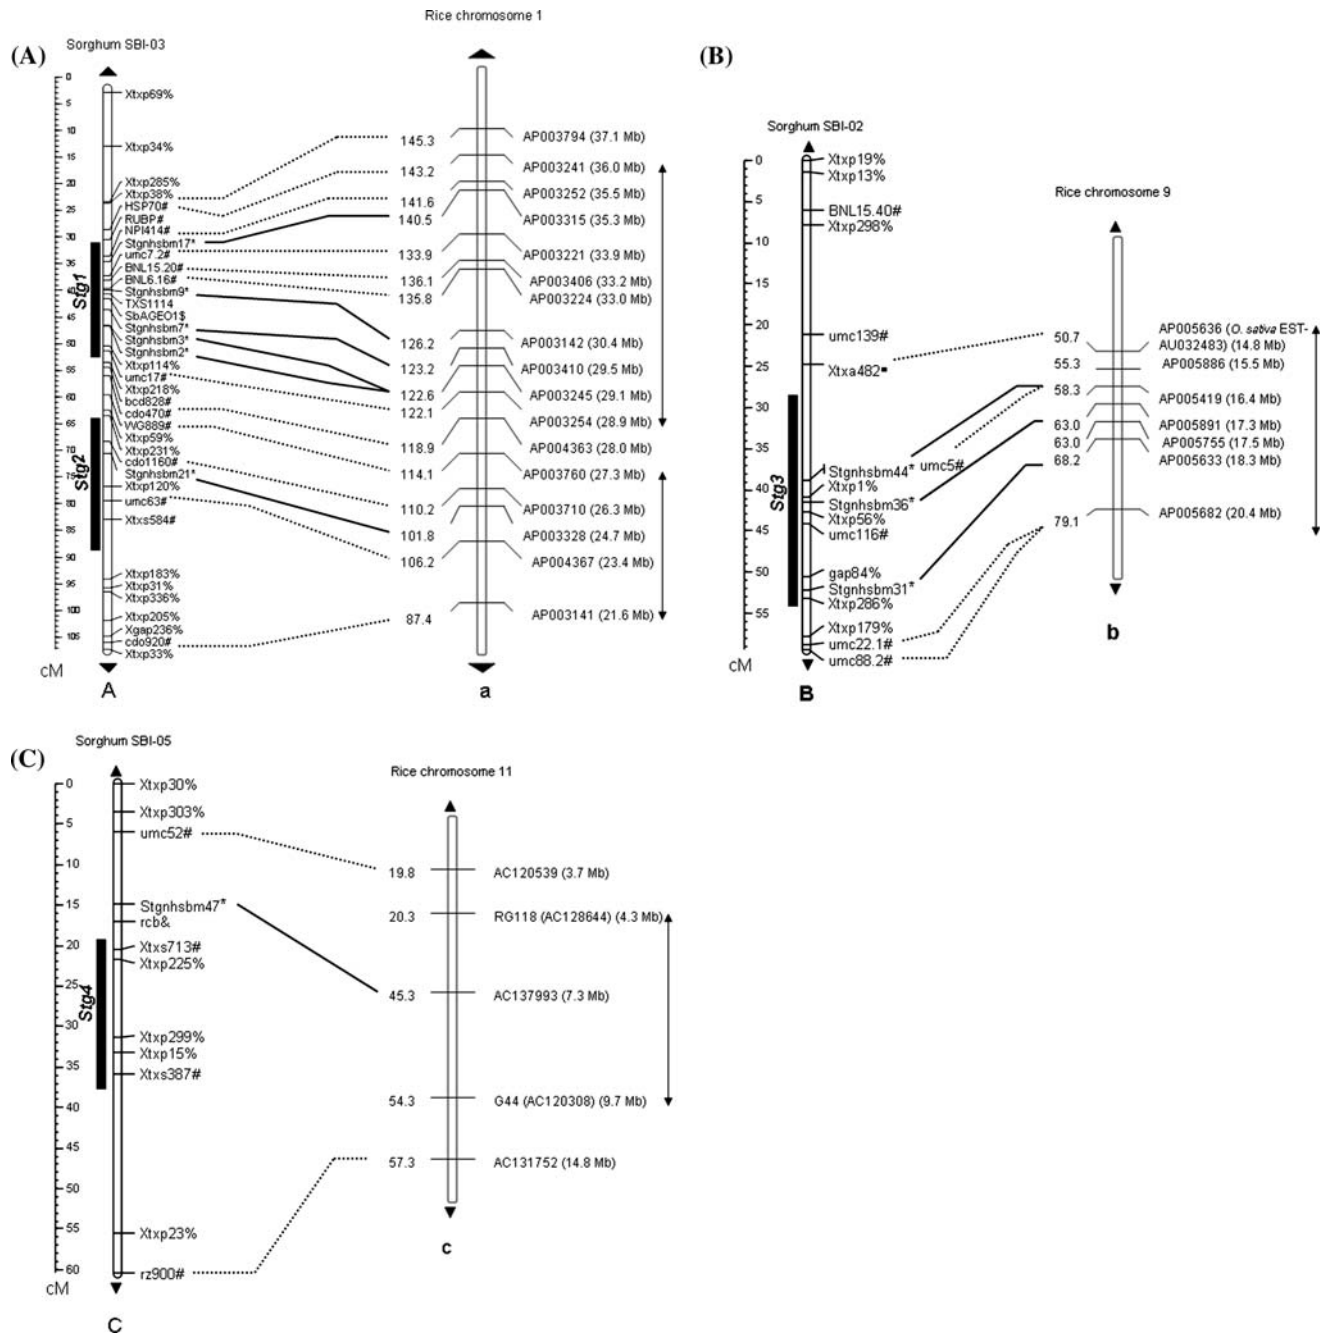 (A)
Sorghum SBI-03
Rice chromosome 1
0
5
10
15
20
25
30
35
40
45
50
55
60
65
70
75
80
85
90
95
100
105
cM
Stg1
Stg2
Xtxp69%
Xtxp34%
Xtxp285%
Xtxp38%
HSP70#
RUBP#
NPI414#
Stgnhsbm17*
umc7.2#
BNL15.20#
BNL6.16#
Stgnhsbm9*
TXS1114
SbAGEO1$
Stgnhsbm7*
Stgnhsbm3*
Stgnhsbm2*
Xtxp114%
umc17#
Xtxp218%
bcd828#
cdo470#
WG889#
Xtxp59%
Xtxp231%
cdo1160#
Stgnhsbm21*
Xtxp120%
umc63#
Xtxs584#
Xtxp183%
Xtxp31%
Xtxp336%
Xtxp205%
Xgap236%
cdo920#
Xtxp33%
A
145.3
143.2
141.6
140.5
133.9
136.1
135.8
126.2
123.2
122.6
122.1
118.9
114.1
110.2
101.8
106.2
87.4
AP003794 (37.1 Mb)
AP003241 (36.0 Mb)
AP003252 (35.5 Mb)
AP003315 (35.3 Mb)
AP003221 (33.9 Mb)
AP003406 (33.2 Mb)
AP003224 (33.0 Mb)
AP003142 (30.4 Mb)
AP003410 (29.5 Mb)
AP003245 (29.1 Mb)
AP003254 (28.9 Mb)
AP004363 (28.0 Mb)
AP003760 (27.3 Mb)
AP003710 (26.3 Mb)
AP003328 (24.7 Mb)
AP004367 (23.4 Mb)
AP003141 (21.6 Mb)
a
(B)
Sorghum SBI-02
Rice chromosome 9
0
5
10
15
20
25
30
35
40
45
50
55
cM
Stg3
Xtxp19%
Xtxp13%
BNL15.40#
Xtxp298%
umc139#
Xtxa482▪
Stgnhsbm44* umc5#
Xtxp1%
Stgnhsbm36*
Xtxp56%
umc116#
gap84%
Stgnhsbm31*
Xtxp286%
Xtxp179%
umc22.1#
umc88.2#
B
50.7
55.3
58.3
63.0
63.0
68.2
79.1
AP005636 (O. sativa EST-
AU032483) (14.8 Mb)
AP005886 (15.5 Mb)
AP005419 (16.4 Mb)
AP005891 (17.3 Mb)
AP005755 (17.5 Mb)
AP005633 (18.3 Mb)
AP005682 (20.4 Mb)
b
(C)
Sorghum SBI-05
Rice chromosome 11
0
5
10
15
20
25
30
35
40
45
50
55
60
cM
Stg4
Xtxp30%
Xtxp303%
umc52#
Stgnhsbm47*
rcb&
Xtxs713#
Xtxp225%
Xtxp299%
Xtxp15%
Xtxs387#
Xtxp23%
rz900#
C
19.8
20.3
45.3
54.3
57.3
AC120539 (3.7 Mb)
RG118 (AC128644) (4.3 Mb)
AC137993 (7.3 Mb)
G44 (AC120308) (9.7 Mb)
AC131752 (14.8 Mb)
c